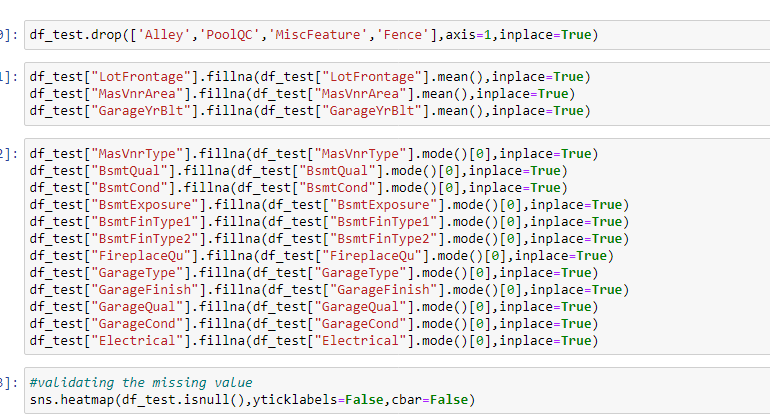 ]: df_test.drop(['Alley','PoolQC','MiscFeature','Fence'],axis=1,inplace=True)
]: df_test["LotFrontage"].fillna(df_test["LotFrontage"].mean(),inplace=True)
df_test["MasVnrArea"].fillna(df_test["MasVnrArea"].mean(),inplace=True)
df_test["GarageYrBlt"].fillna(df_test["GarageYrBlt"].mean(),inplace=True)
2]: df_test["MasVnrType"].fillna(df_test["MasVnrType"].mode()[0],inplace=True)
df_test["BsmtQual"].fillna(df_test["BsmtQual"].mode()[0],inplace=True)
df_test["BsmtCond"].fillna(df_test["BsmtCond"].mode()[0],inplace=True)
df_test["BsmtExposure"].fillna(df_test["BsmtExposure"].mode()[0],inplace=True)
df_test["BsmtFinType1"].fillna(df_test["BsmtFinType1"].mode()[0],inplace=True)
df_test["BsmtFinType2"].fillna(df_test["BsmtFinType2"].mode()[0],inplace=True)
df_test["FireplaceQu"].fillna(df_test["FireplaceQu"].mode()[0],inplace=True)
df_test["GarageType"].fillna(df_test["GarageType"].mode()[0],inplace=True)
df_test["GarageFinish"].fillna(df_test["GarageFinish"].mode()[0],inplace=True)
df_test["GarageQual"].fillna(df_test["GarageQual"].mode()[0],inplace=True)
df_test["GarageCond"].fillna(df_test["GarageCond"].mode()[0],inplace=True)
df_test["Electrical"].fillna(df_test["Electrical"].mode()[0],inplace=True)
]: #validating the missing value
sns.heatmap(df_test.isnull(),yticklabels=False,cbar=False)